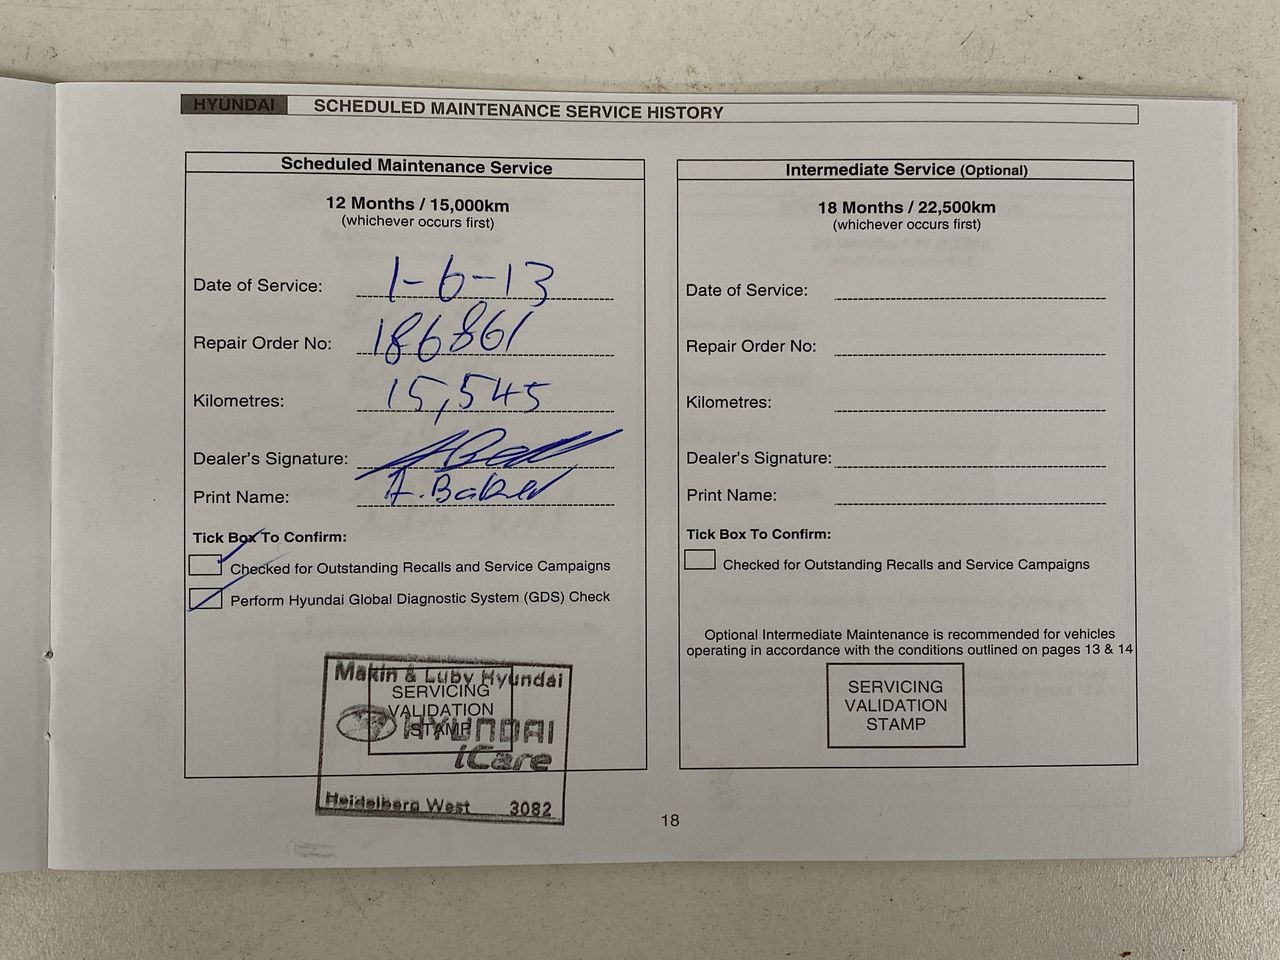 HYUNDAI SCHEDULED MAINTENANCE SERVICE HISTORY
Scheduled Maintenance Service
12 Months / 15,000km
(whichever occurs first)
Date of Service: 1-6-13
Repair Order No: 186861
Kilometres: 15,545
Dealer's Signature:
Print Name: A. Baker
Tick Box To Confirm:
Checked for Outstanding Recalls and Service Campaigns
Perform Hyundai Global Diagnostic System (GDS) Check
Makin & Luby Hyundai
SERVICING
VALIDATION
STAMP
HYUNDAI
iCare
Heidelberg West 3082
Intermediate Service (Optional)
18 Months / 22,500km
(whichever occurs first)
Date of Service:
Repair Order No:
Kilometres:
Dealer's Signature:
Print Name:
Tick Box To Confirm:
Checked for Outstanding Recalls and Service Campaigns
Optional Intermediate Maintenance is recommended for vehicles
operating in accordance with the conditions outlined on pages 13 & 14
SERVICING
VALIDATION
STAMP
18